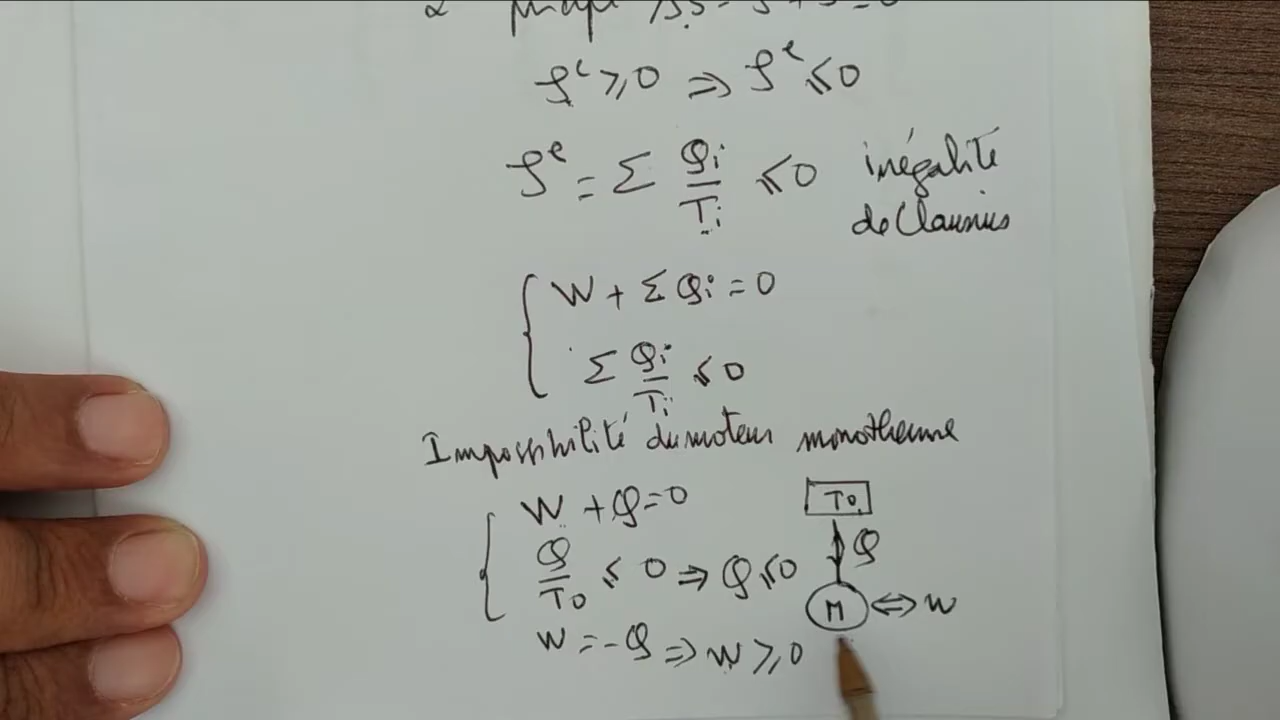 S^i ≥ 0 ⇒ S^e ≤ 0
S^e = Σ Qi/Ti ≤ 0 inégalité
de Clausius
W + Σ Qi = 0
Σ Qi/Ti ≤ 0
Impossibilité du moteur monotherme
W + Q = 0
T0
Q/T0 ≤ 0 ⇒ Q ≤ 0
Q
M ⇔ W
W = -Q ⇒ W ≥ 0